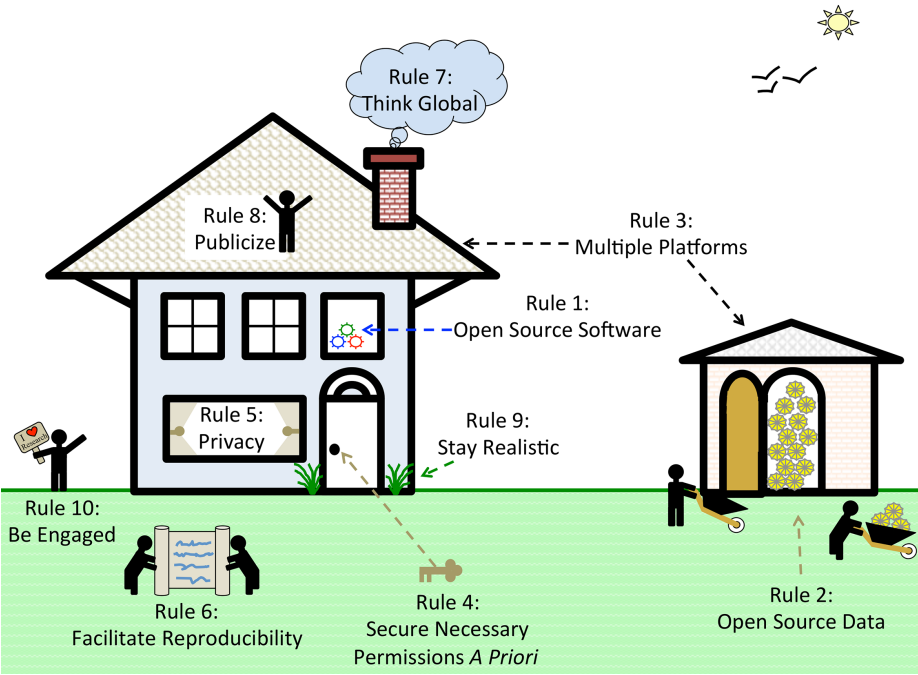 Rule 7:
Think Global
Rule 8:
Publicize
Rule 3:
Multiple Platforms
Rule 1:
Open Source Software
Rule 5:
Privacy
Rule 9:
Stay Realistic
I
Research
Rule 10:
Be Engaged
Rule 6:
Facilitate Reproducibility
Rule 4:
Secure Necessary
Permissions A Priori
Rule 2:
Open Source Data